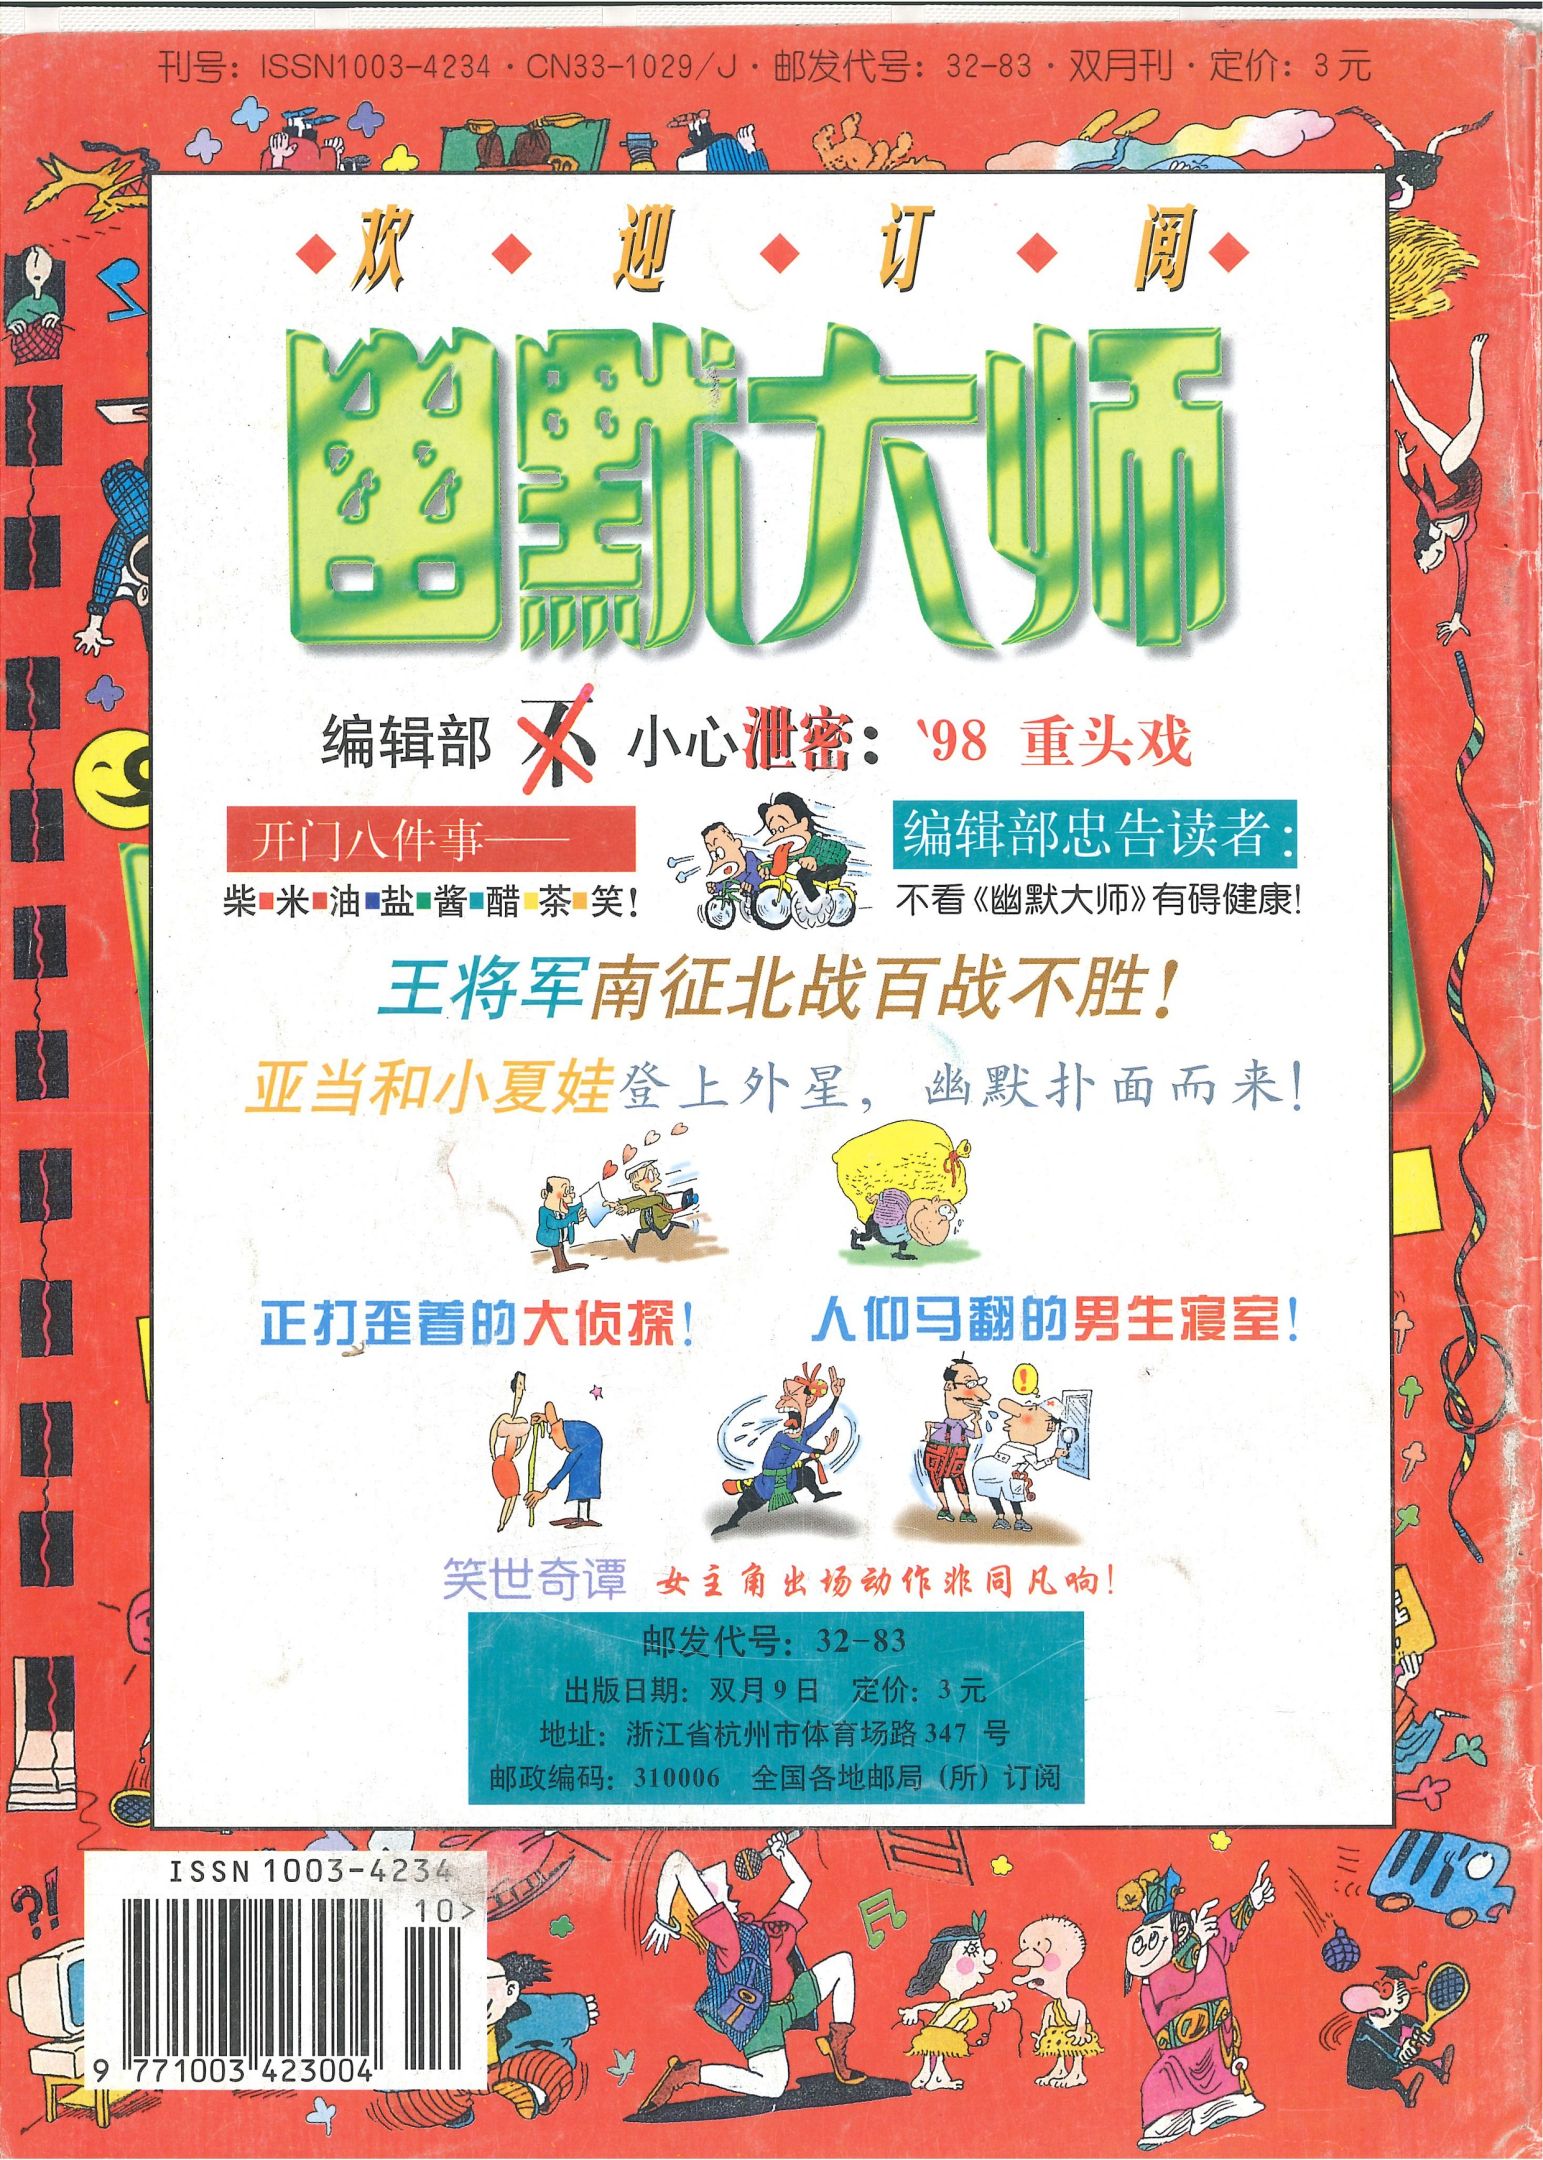 刊号：ISSN1003-4234·CN33-1029/J·邮发代号：32-83·双月刊·定价：3元
欢迎订阅
幽默大师
编辑部 不 小心泄密：'98 重头戏
开门八件事——
柴■米■油■盐■酱■醋■茶■笑！
编辑部忠告读者：
不看《幽默大师》有碍健康！
王将军南征北战百战不胜！
亚当和小夏娃登上外星，幽默扑面而来！
正打歪着的大侦探！
人仰马翻的男生寝室！
笑世奇谭 女主角出场动作非同凡响！
邮发代号：32-83
出版日期：双月9日 定价：3元
地址：浙江省杭州市体育场路347 号
邮政编码：310006 全国各地邮局（所）订阅
ISSN 1003-4234
10>
9 771003 423004
?!